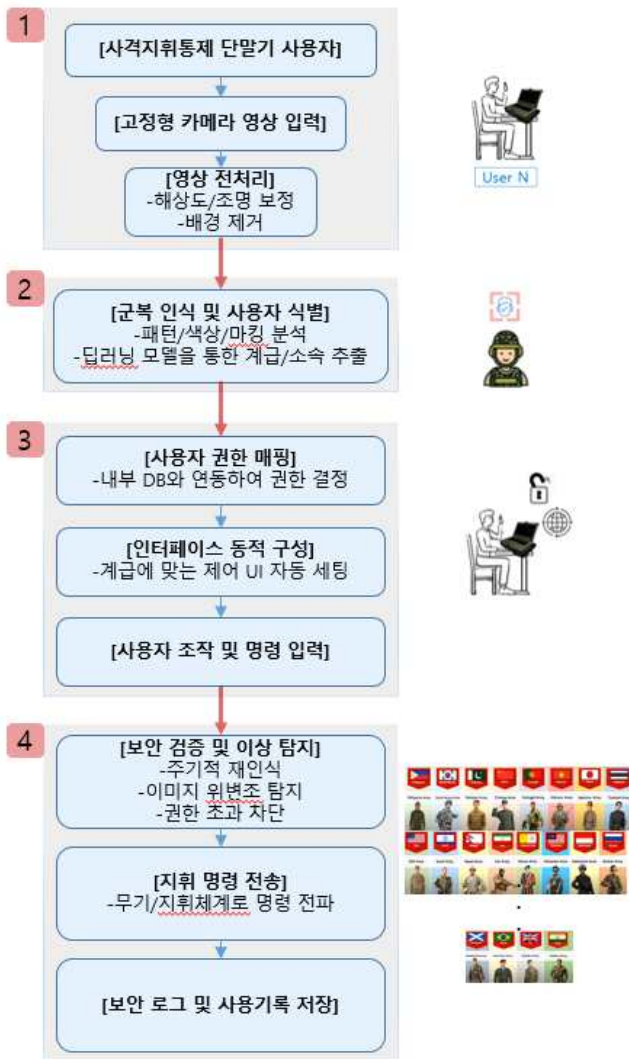 1
[사격지휘통제 단말기 사용자]
[고정형 카메라 영상 입력]
[영상 전처리]
-해상도/조명 보정
-배경 제거
User N
2
[군복 인식 및 사용자 식별]
-패턴/색상/마킹 분석
-딥러닝 모델을 통한 계급/소속 추출
3
[사용자 권한 매핑]
-내부 DB와 연동하여 권한 결정
[인터페이스 동적 구성]
-계급에 맞는 제어 UI 자동 세팅
[사용자 조작 및 명령 입력]
4
[보안 검증 및 이상 탐지]
-주기적 재인식
-이미지 위변조 탐지
-권한 초과 차단
[지휘 명령 전송]
-무기/지휘체계로 명령 전파
[보안 로그 및 사용기록 저장]